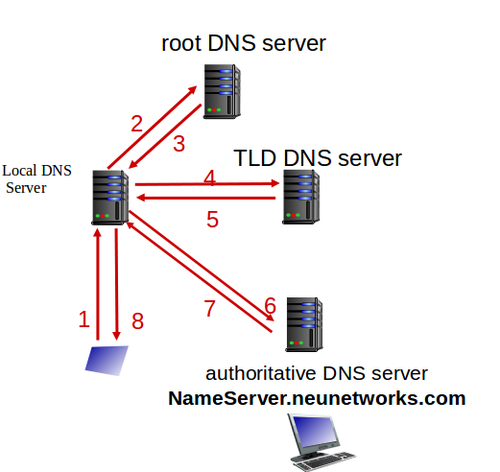 root DNS server
2
3
TLD DNS server
Local DNS
Server
4
5
6
7
1
8
authoritative DNS server
NameServer.neunetworks.com